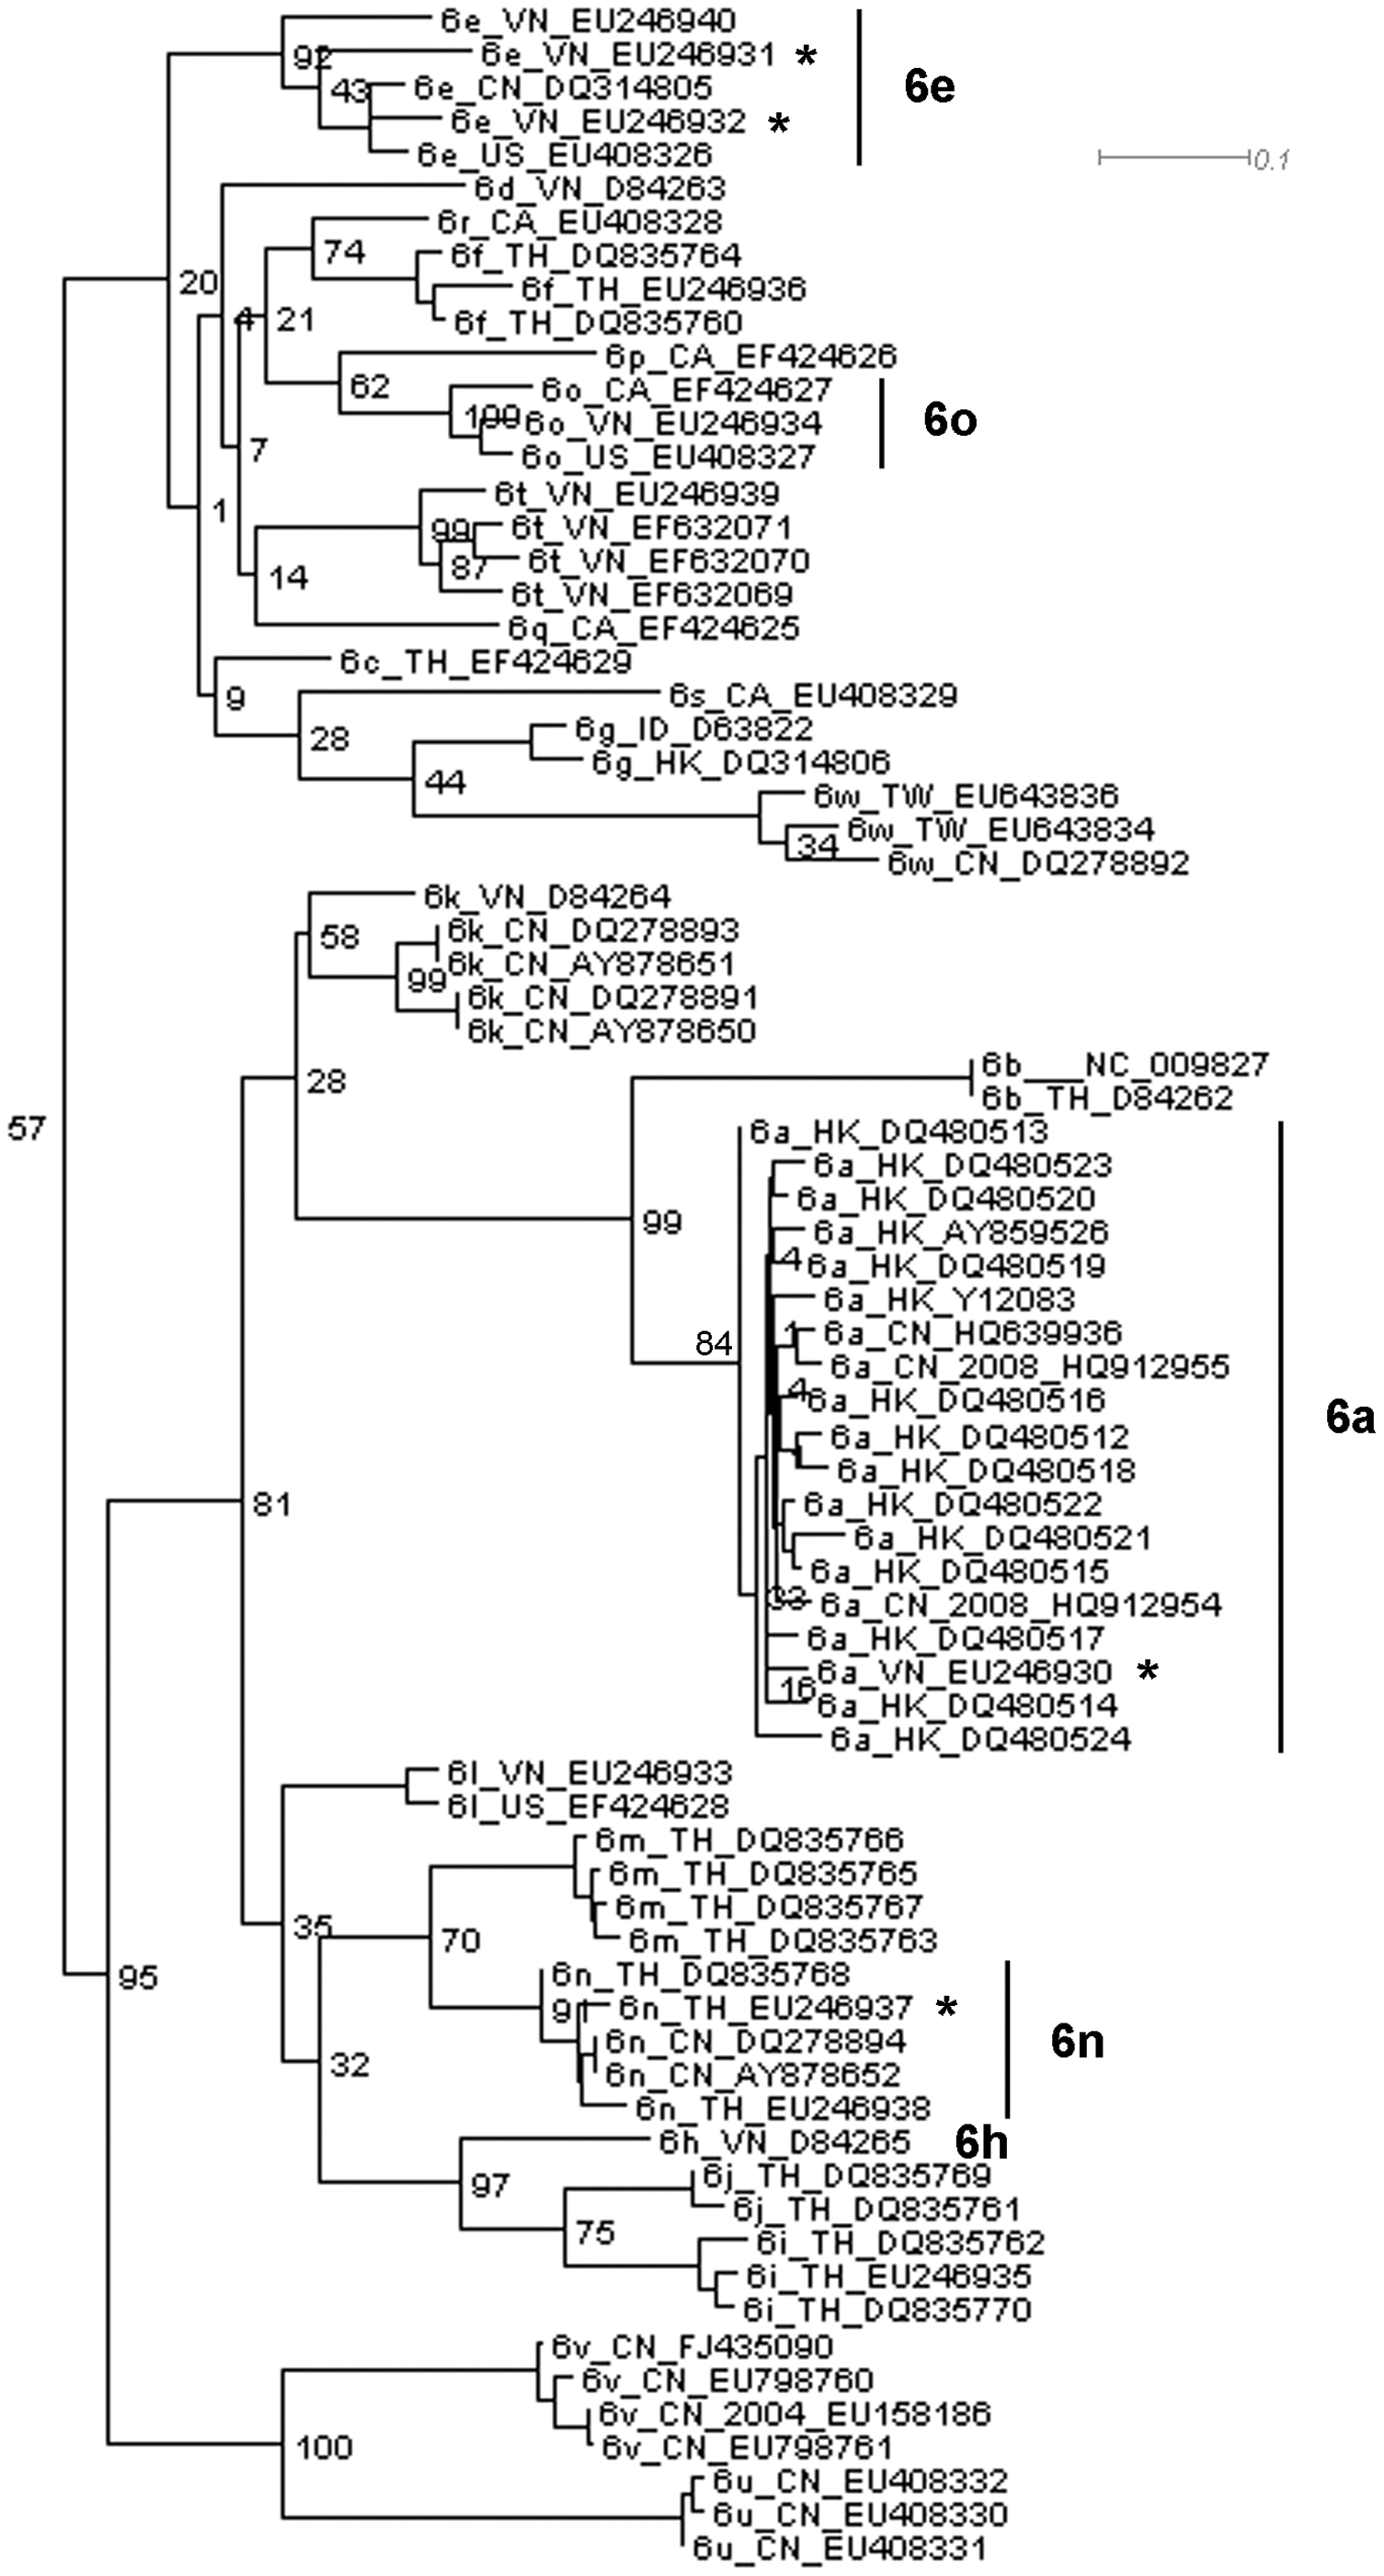 6e_VN_EU246940
92
6e_VN_EU246931 *
6e
43
6e_CN_DQ314805
6e_VN_EU246932 *
6e_US_EU408326
0.1
6d_VN_D84263
6r_CA_EU408328
74
6f_TH_DQ835764
20
6f_TH_EU246936
4
21
6f_TH_DQ835760
6p_CA_EF424626
62
6o_CA_EF424627
100
6o_VN_EU246934
6o
7
6o_US_EU408327
6t_VN_EU246939
1
99
6t_VN_EF632071
87
6t_VN_EF632070
14
6t_VN_EF632069
6q_CA_EF424625
6c_TH_EF424629
9
6s_CA_EU408329
28
6g_ID_D63822
6g_HK_DQ314806
44
6w_TW_EU643836
6w_TW_EU643834
34
6w_CN_DQ278892
6k_VN_D84264
58
6k_CN_DQ278893
6k_CN_AY878651
99
6k_CN_DQ278891
6k_CN_AY878650
28
6b___NC_009827
6b_TH_D84262
57
6a_HK_DQ480513
6a_HK_DQ480523
6a_HK_DQ480520
99
6a_HK_AY859526
4
6a_HK_DQ480519
6a_HK_Y12083
84
1
6a_CN_HQ639936
6a_CN_2008_HQ912955
4
6a_HK_DQ480516
6a
6a_HK_DQ480512
6a_HK_DQ480518
81
6a_HK_DQ480522
6a_HK_DQ480521
6a_HK_DQ480515
6a_CN_2008_HQ912954
6a_HK_DQ480517
6a_VN_EU246930 *
16
6a_HK_DQ480514
6a_HK_DQ480524
6l_VN_EU246933
6l_US_EF424628
6m_TH_DQ835766
6m_TH_DQ835765
35
6m_TH_DQ835767
70
6m_TH_DQ835763
95
6n_TH_DQ835768
6n_TH_EU246937 *
6n_CN_DQ278894
6n
32
6n_CN_AY878652
6n_TH_EU246938
6h_VN_D84265
6h
97
6j_TH_DQ835769
6j_TH_DQ835761
75
6i_TH_DQ835762
6i_TH_EU246935
6i_TH_DQ835770
6v_CN_FJ435090
6v_CN_EU798760
6v_CN_2004_EU158186
100
6v_CN_EU798761
6u_CN_EU408332
6u_CN_EU408330
6u_CN_EU408331